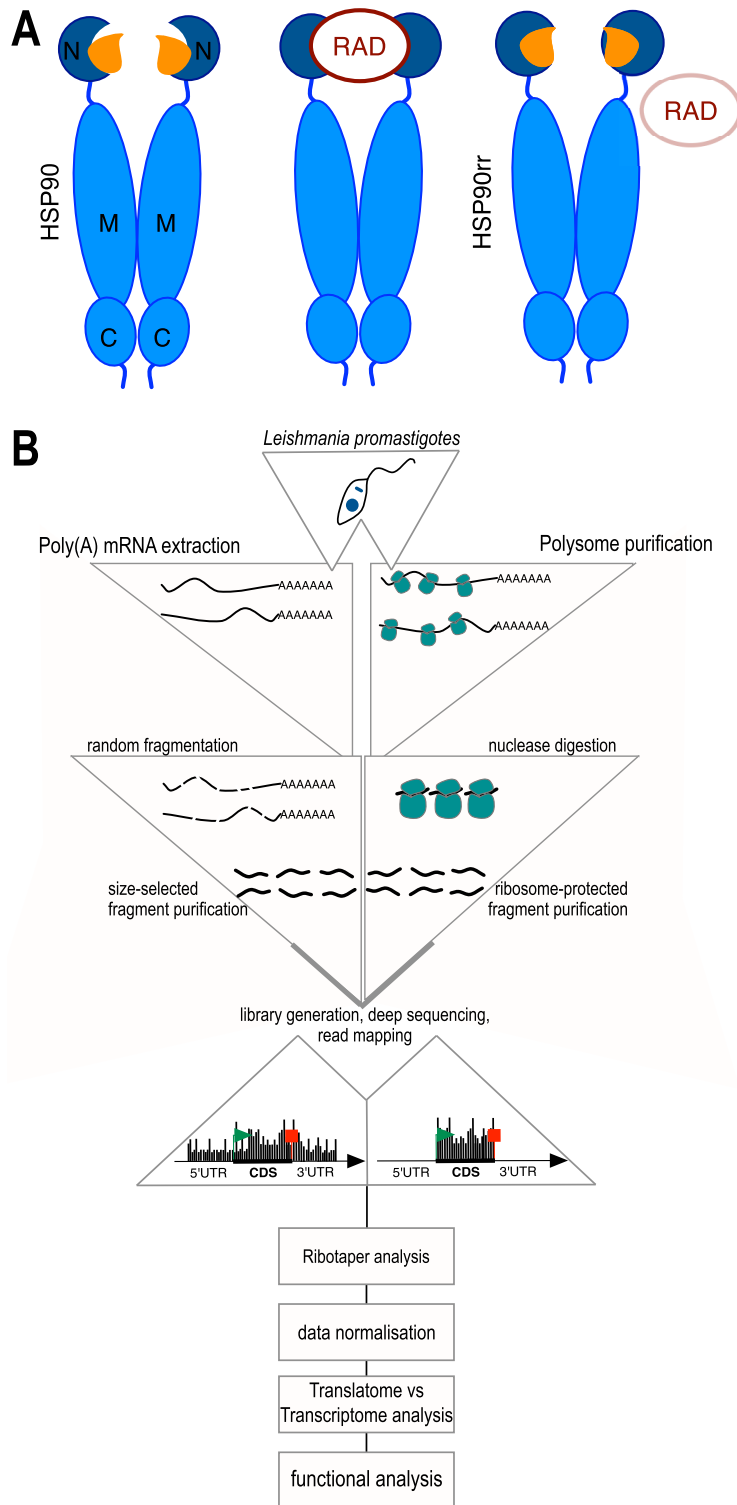 A
N
N
RAD
RAD
HSP90
HSP90rr
M
M
C
C
B
Leishmania promastigotes
Poly(A) mRNA extraction
Polysome purification
AAAAAAA
AAAAAAA
AAAAAAA
AAAAAAA
random fragmentation
nuclease digestion
AAAAAAA
AAAAAAA
size-selected
fragment purification
ribosome-protected
fragment purification
library generation, deep sequencing,
read mapping
5'UTR CDS 3'UTR
5'UTR CDS 3'UTR
Ribotaper analysis
data normalisation
Translatome vs
Transcriptome analysis
functional analysis